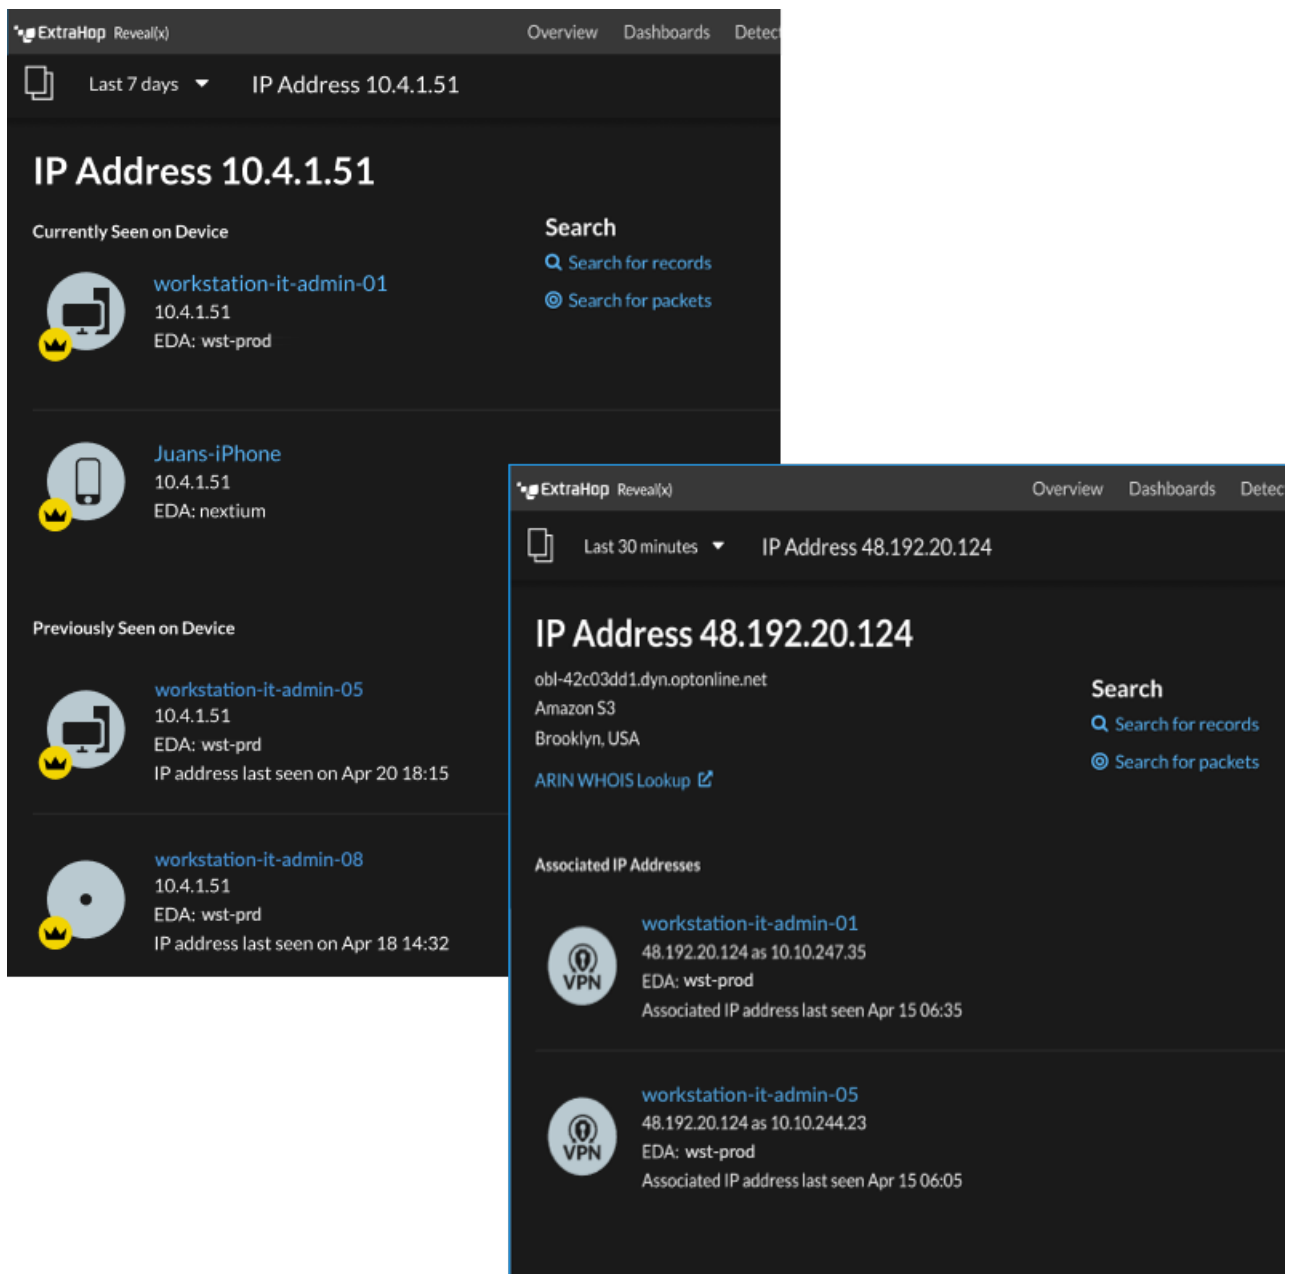 ExtraHop Reveal(x)
Overview Dashboards Detect
Last 7 days
IP Address 10.4.1.51
IP Address 10.4.1.51
Currently Seen on Device
workstation-it-admin-01
10.4.1.51
EDA: wst-prod
Search
Search for records
Search for packets
Juans-iPhone
10.4.1.51
EDA: nextium
Previously Seen on Device
workstation-it-admin-05
10.4.1.51
EDA: wst-prd
IP address last seen on Apr 20 18:15
workstation-it-admin-08
10.4.1.51
EDA: wst-prd
IP address last seen on Apr 18 14:32
ExtraHop Reveal(x)
Overview Dashboards Detec
Last 30 minutes
IP Address 48.192.20.124
IP Address 48.192.20.124
obl-42c03dd1.dyn.optonline.net
Amazon S3
Brooklyn, USA
ARIN WHOIS Lookup
Search
Search for records
Search for packets
Associated IP Addresses
VPN
workstation-it-admin-01
48.192.20.124 as 10.10.247.35
EDA: wst-prod
Associated IP address last seen Apr 15 06:35
VPN
workstation-it-admin-05
48.192.20.124 as 10.10.244.23
EDA: wst-prod
Associated IP address last seen Apr 15 06:05